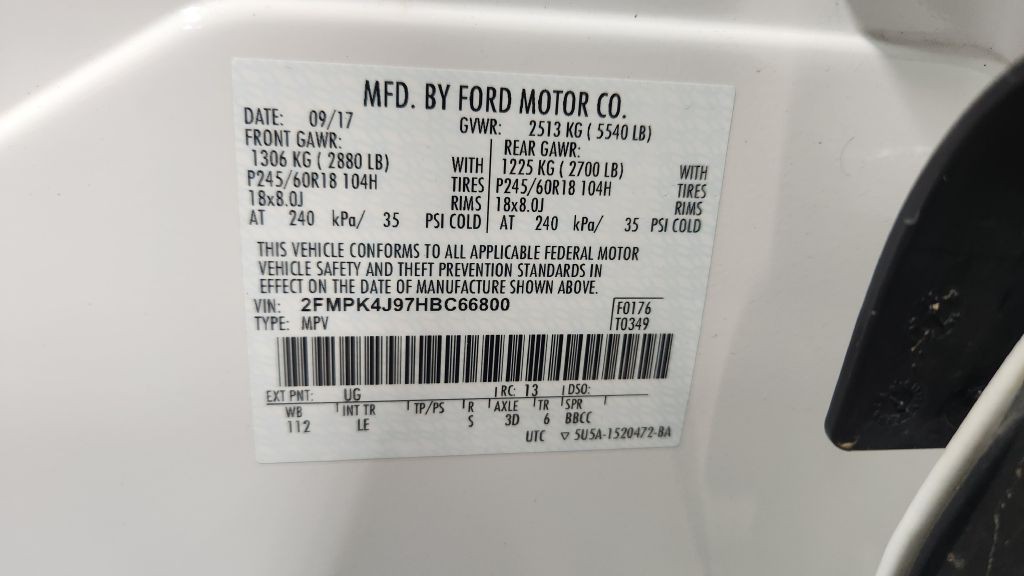 MFD. BY FORD MOTOR CO.
DATE: 09/17 GVWR: 2513 KG ( 5540 LB)
FRONT GAWR: REAR GAWR:
1306 KG ( 2880 LB) WITH 1225 KG ( 2700 LB) WITH
P245/60R18 104H TIRES P245/60R18 104H TIRES
18x8.0J RIMS 18x8.0J RIMS
AT 240 kPa/ 35 PSI COLD AT 240 kPa/ 35 PSI COLD
THIS VEHICLE CONFORMS TO ALL APPLICABLE FEDERAL MOTOR
VEHICLE SAFETY AND THEFT PREVENTION STANDARDS IN
EFFECT ON THE DATE OF MANUFACTURE SHOWN ABOVE.
VIN: 2FMPK4J97HBC66800 F0176
TYPE: MPV T0349
EXT PNT: UG RC: 13 DSO:
WB INT TR TP/PS R AXLE TR SPR
112 LE S 3D 6 BBCC
UTC ▽ 5U5A-1520472-BA